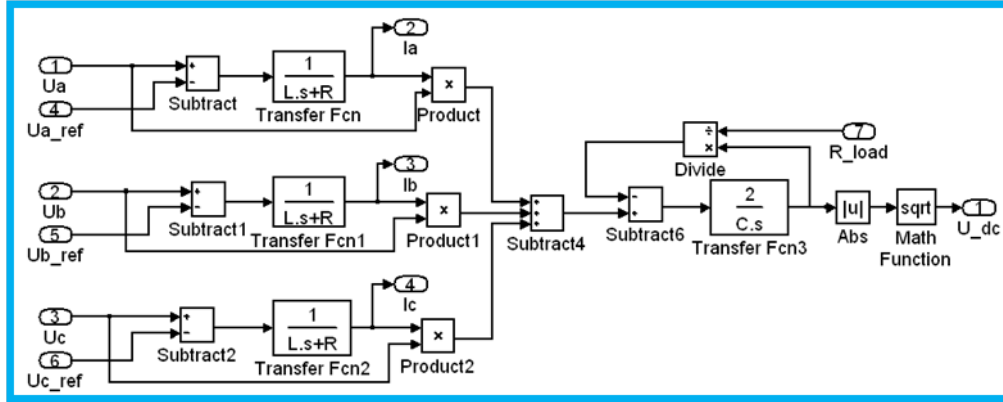 2
Ia
1
Ua
+
-
Subtract
1
L.s+R
Transfer Fcn
×
Product
4
Ua_ref
÷
×
Divide
7
R_load
3
Ib
2
Ub
+
-
Subtract1
1
L.s+R
Transfer Fcn1
×
Product1
5
Ub_ref
+
+
+
Subtract4
-
+
Subtract6
2
C.s
Transfer Fcn3
|u|
Abs
sqrt
Math
Function
1
U_dc
4
Ic
3
Uc
+
-
Subtract2
1
L.s+R
Transfer Fcn2
×
Product2
6
Uc_ref